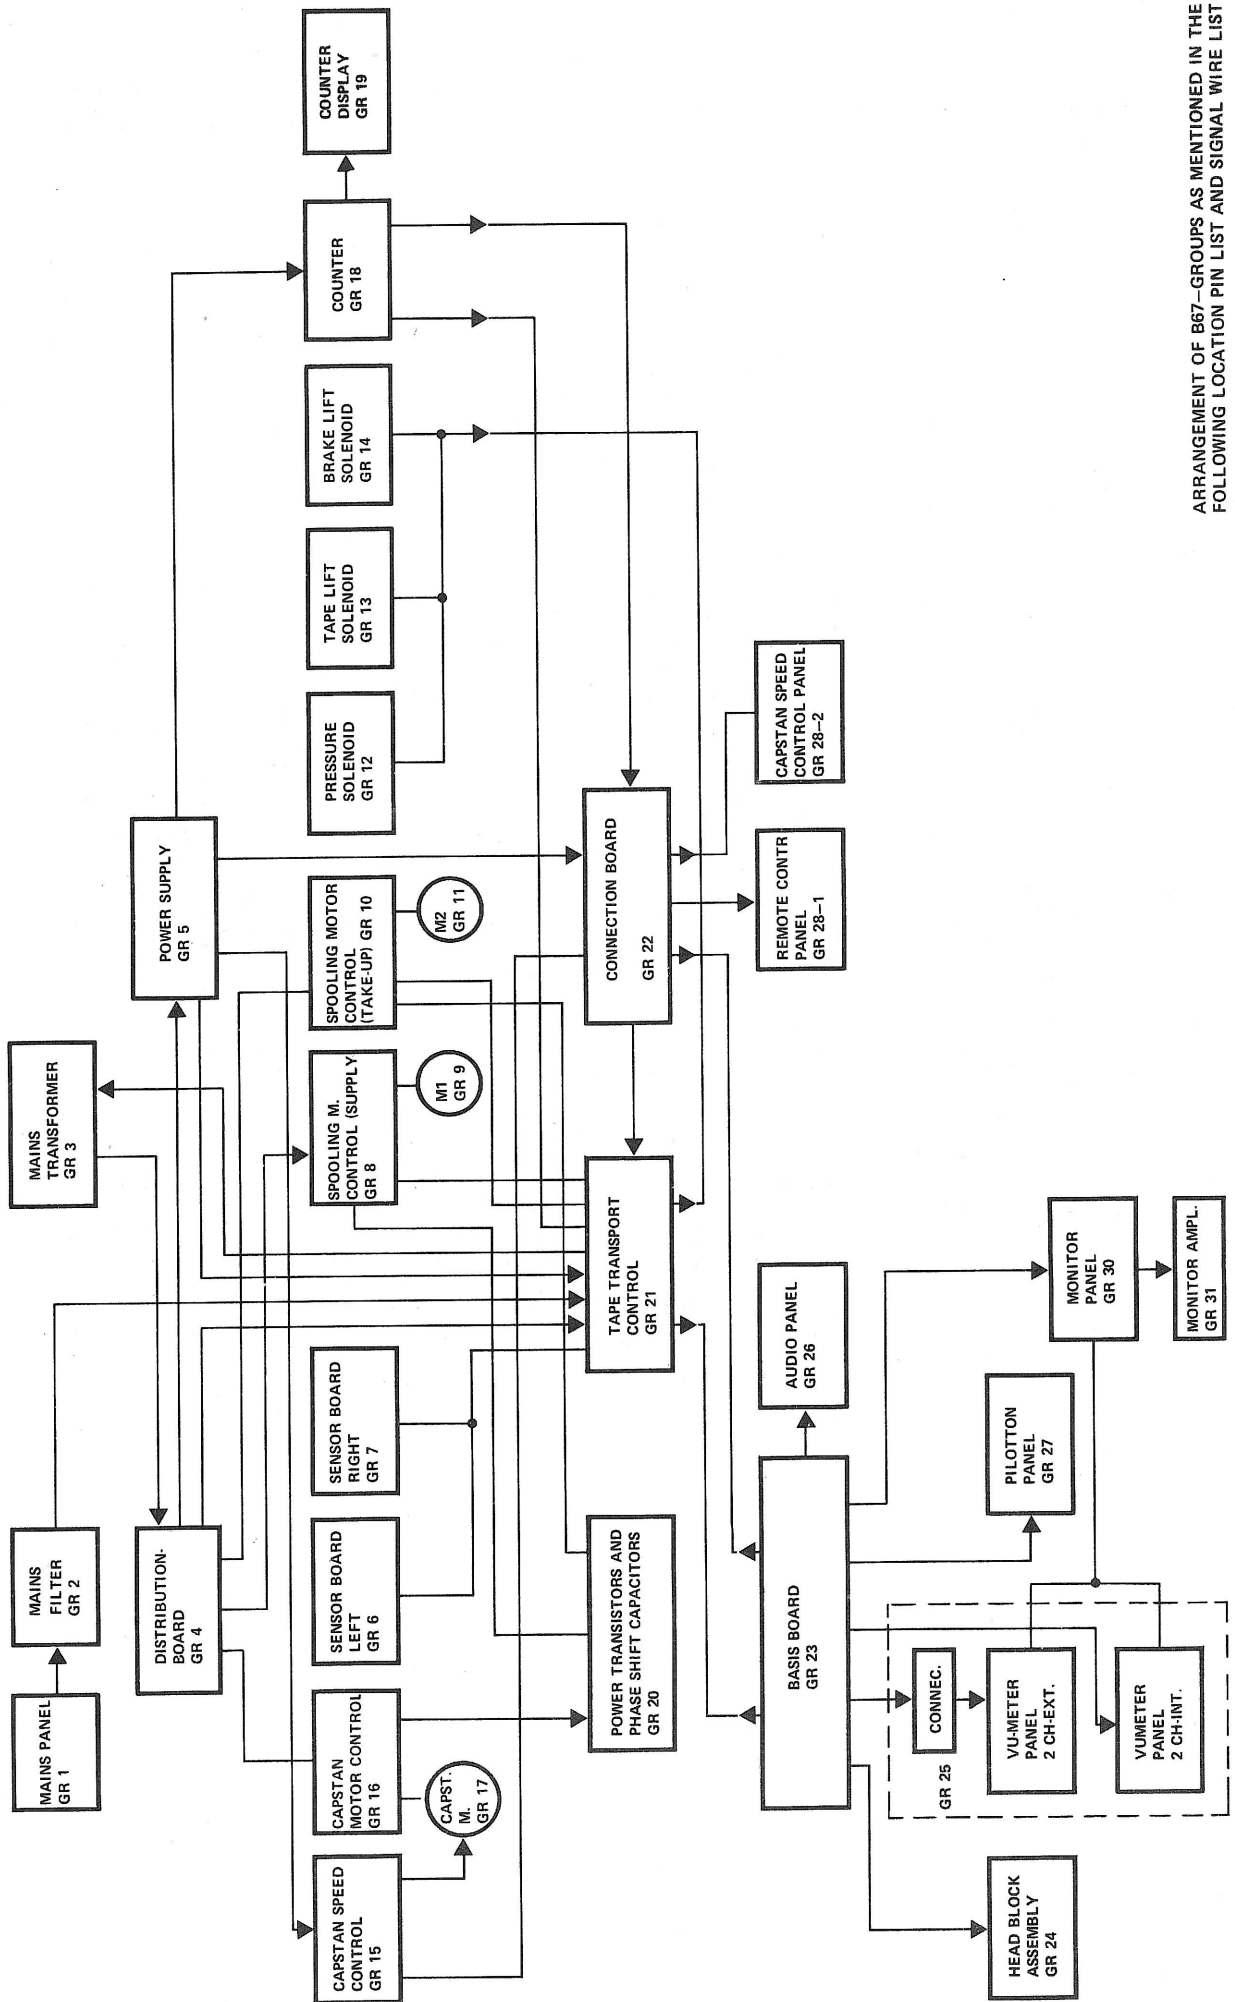 MAINS PANEL
GR 1
MAINS
FILTER
GR 2
MAINS
TRANSFORMER
GR 3
DISTRIBUTION-
BOARD
GR 4
POWER SUPPLY
GR 5
CAPSTAN SPEED
CONTROL
GR 15
CAPSTAN
MOTOR CONTROL
GR 16
SENSOR BOARD
LEFT
GR 6
SENSOR BOARD
RIGHT
GR 7
SPOOLING M.
CONTROL (SUPPLY
GR 8
SPOOLING MOTOR
CONTROL
(TAKE-UP) GR 10
PRESSURE
SOLENOID
GR 12
TAPE LIFT
SOLENOID
GR 13
BRAKE LIFT
SOLENOID
GR 14
COUNTER
GR 18
COUNTER
DISPLAY
GR 19
CAPST.
M.
GR 17
M1
GR 9
M2
GR 11
POWER TRANSISTORS AND
PHASE SHIFT CAPACITORS
GR 20
TAPE TRANSPORT
CONTROL
GR 21
CONNECTION BOARD
GR 22
BASIS BOARD
GR 23
AUDIO PANEL
GR 26
REMOTE CONTR
PANEL
GR 28-1
CAPSTAN SPEED
CONTROL PANEL
GR 28-2
HEAD BLOCK
ASSEMBLY
GR 24
GR 25
CONNEC.
VU-METER
PANEL
2 CH-EXT.
VUMETER
PANEL
2 CH-INT.
PILOTTON
PANEL
GR 27
MONITOR
PANEL
GR 30
MONITOR AMPL.
GR 31
ARRANGEMENT OF B67-GROUPS AS MENTIONED IN THE
FOLLOWING LOCATION PIN LIST AND SIGNAL WIRE LIST